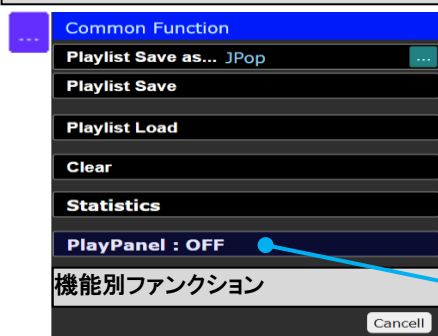 ...
Common Function
Playlist Save as... JPop ...
Playlist Save
Playlist Load
Clear
Statistics
PlayPanel : OFF
機能別ファンクション
Cancell